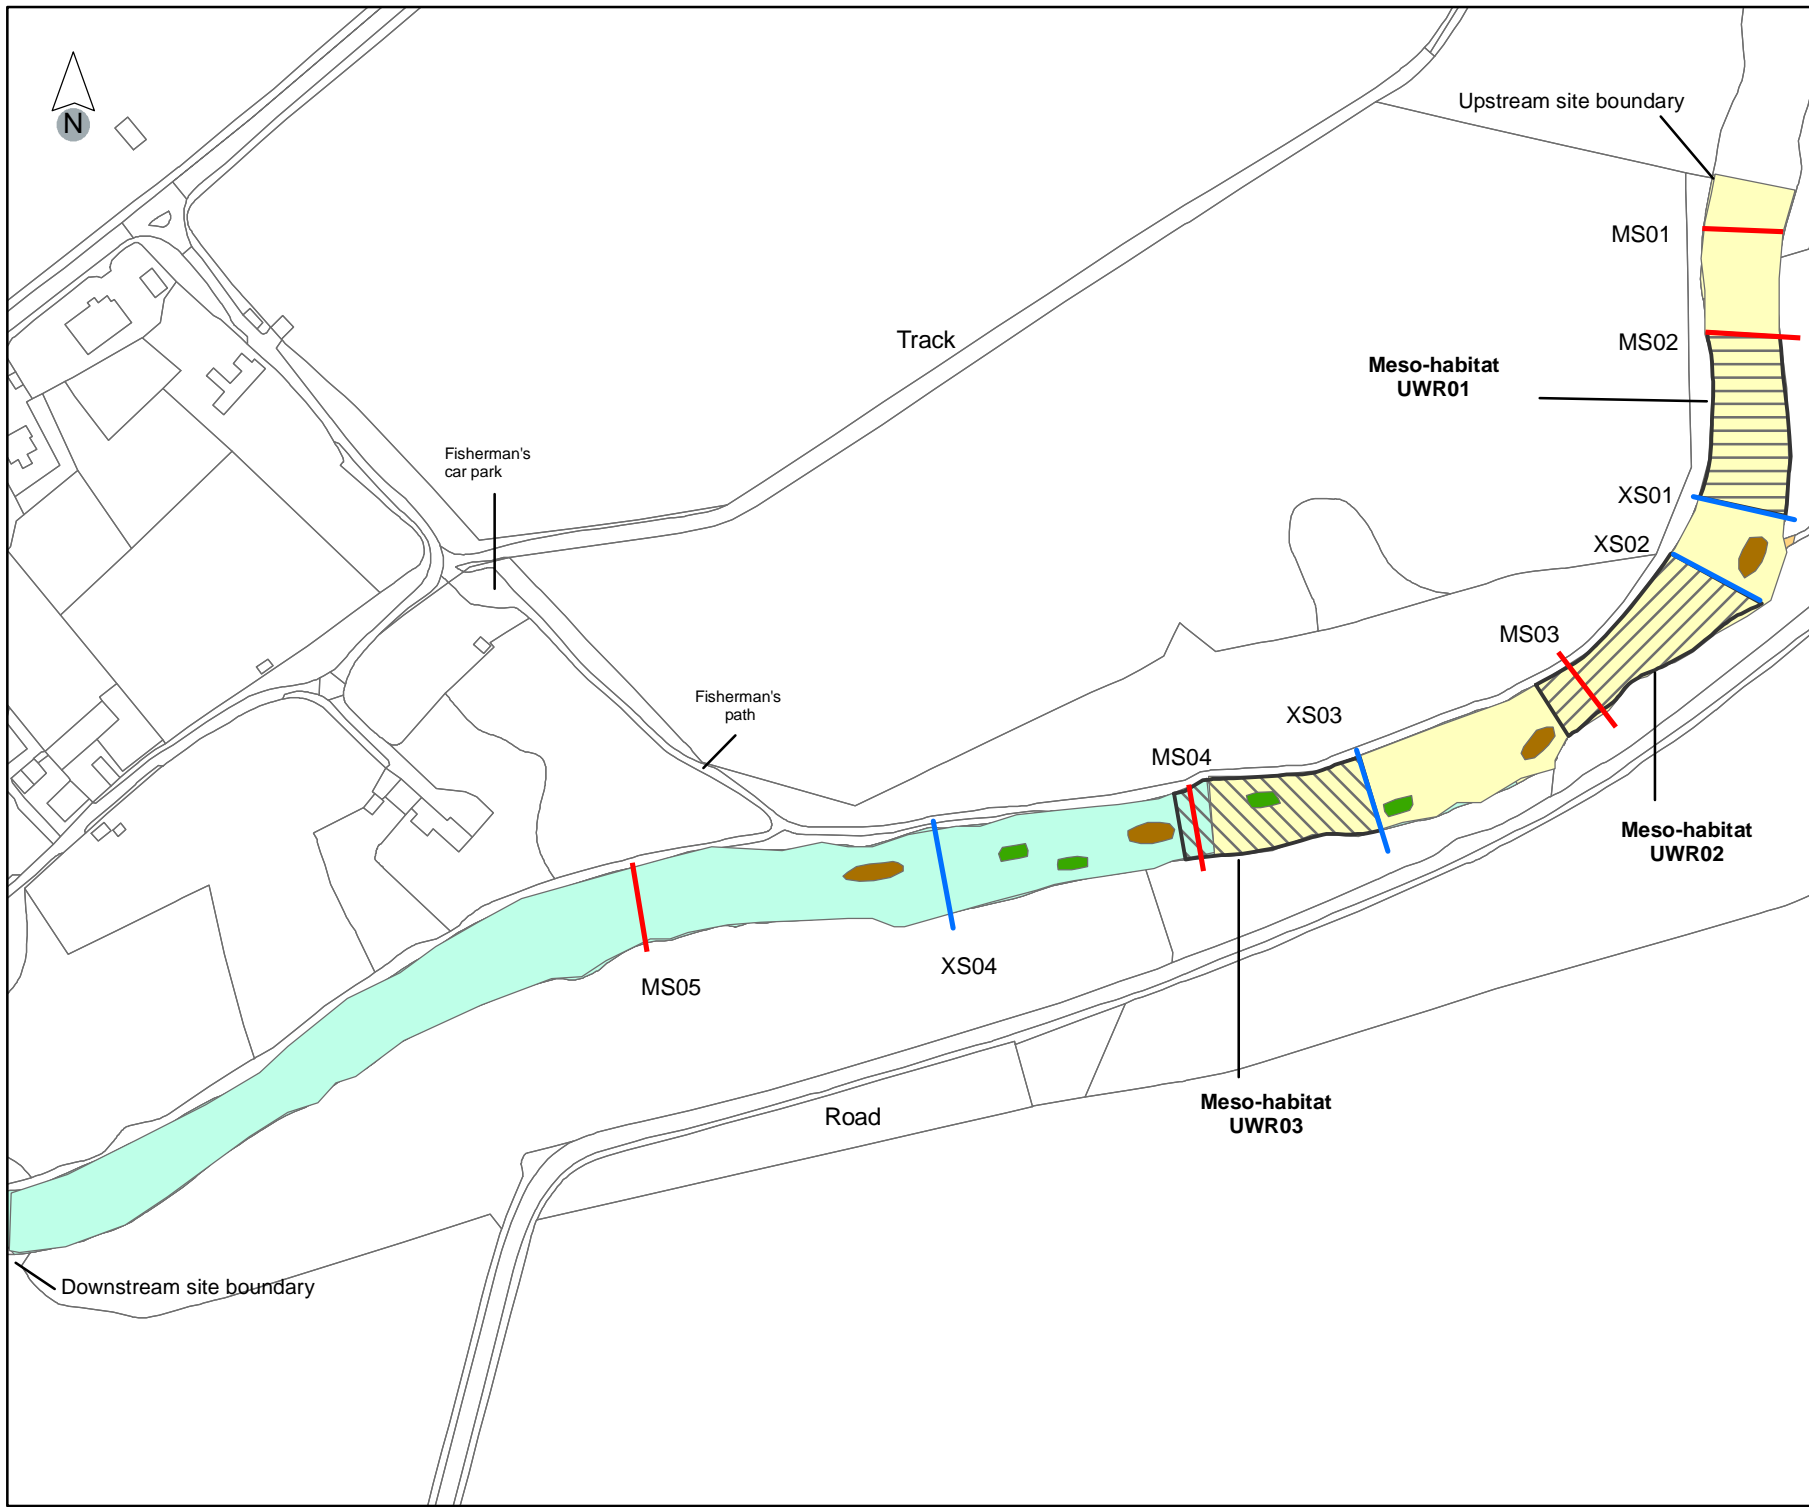 N
Upstream site boundary
MS01
Track
MS02
Meso-habitat
UWR01
Fisherman's
car park
XS01
XS02
MS03
Fisherman's
path
XS03
MS04
Meso-habitat
UWR02
XS04
MS05
Meso-habitat
UWR03
Road
Downstream site boundary